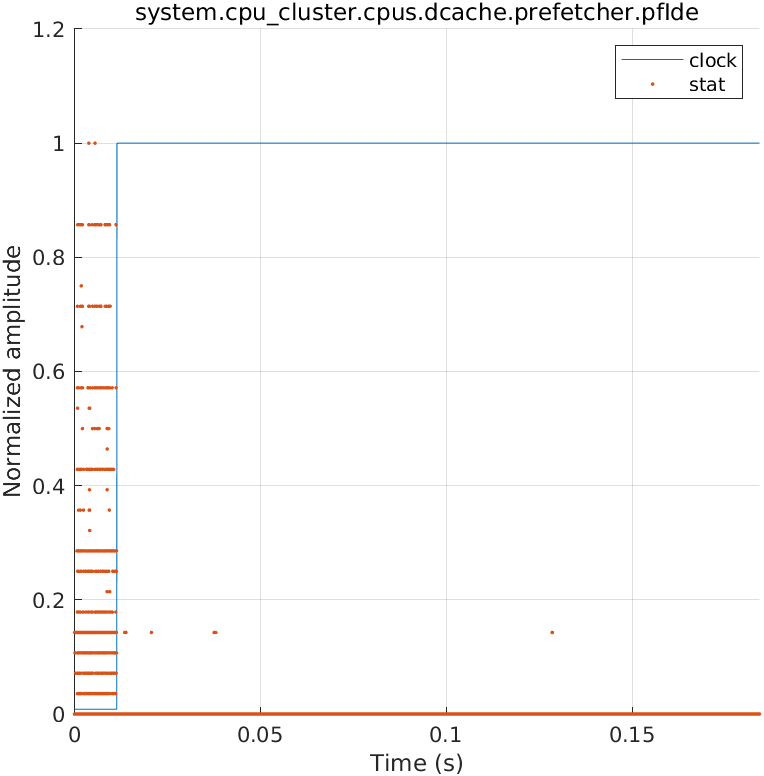 system.cpu_cluster.cpus.dcache.prefetcher.pfIde
1.2
clock
stat
1
0.8
0.6
0.4
0.2
0
Normalized amplitude
0
0.05
0.1
0.15
Time (s)